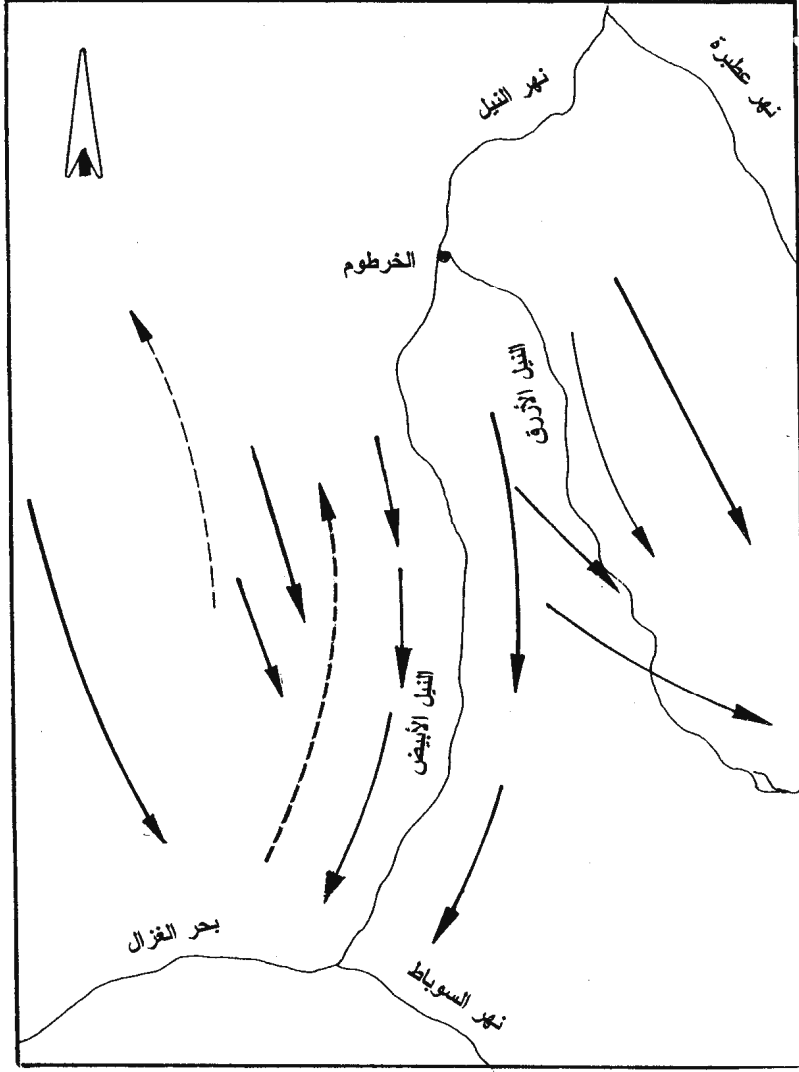 نهر عطبرة
نهر النيل
الخرطوم
النيل الأزرق
النيل الأبيض
بحر الغزال
نهر السوباط